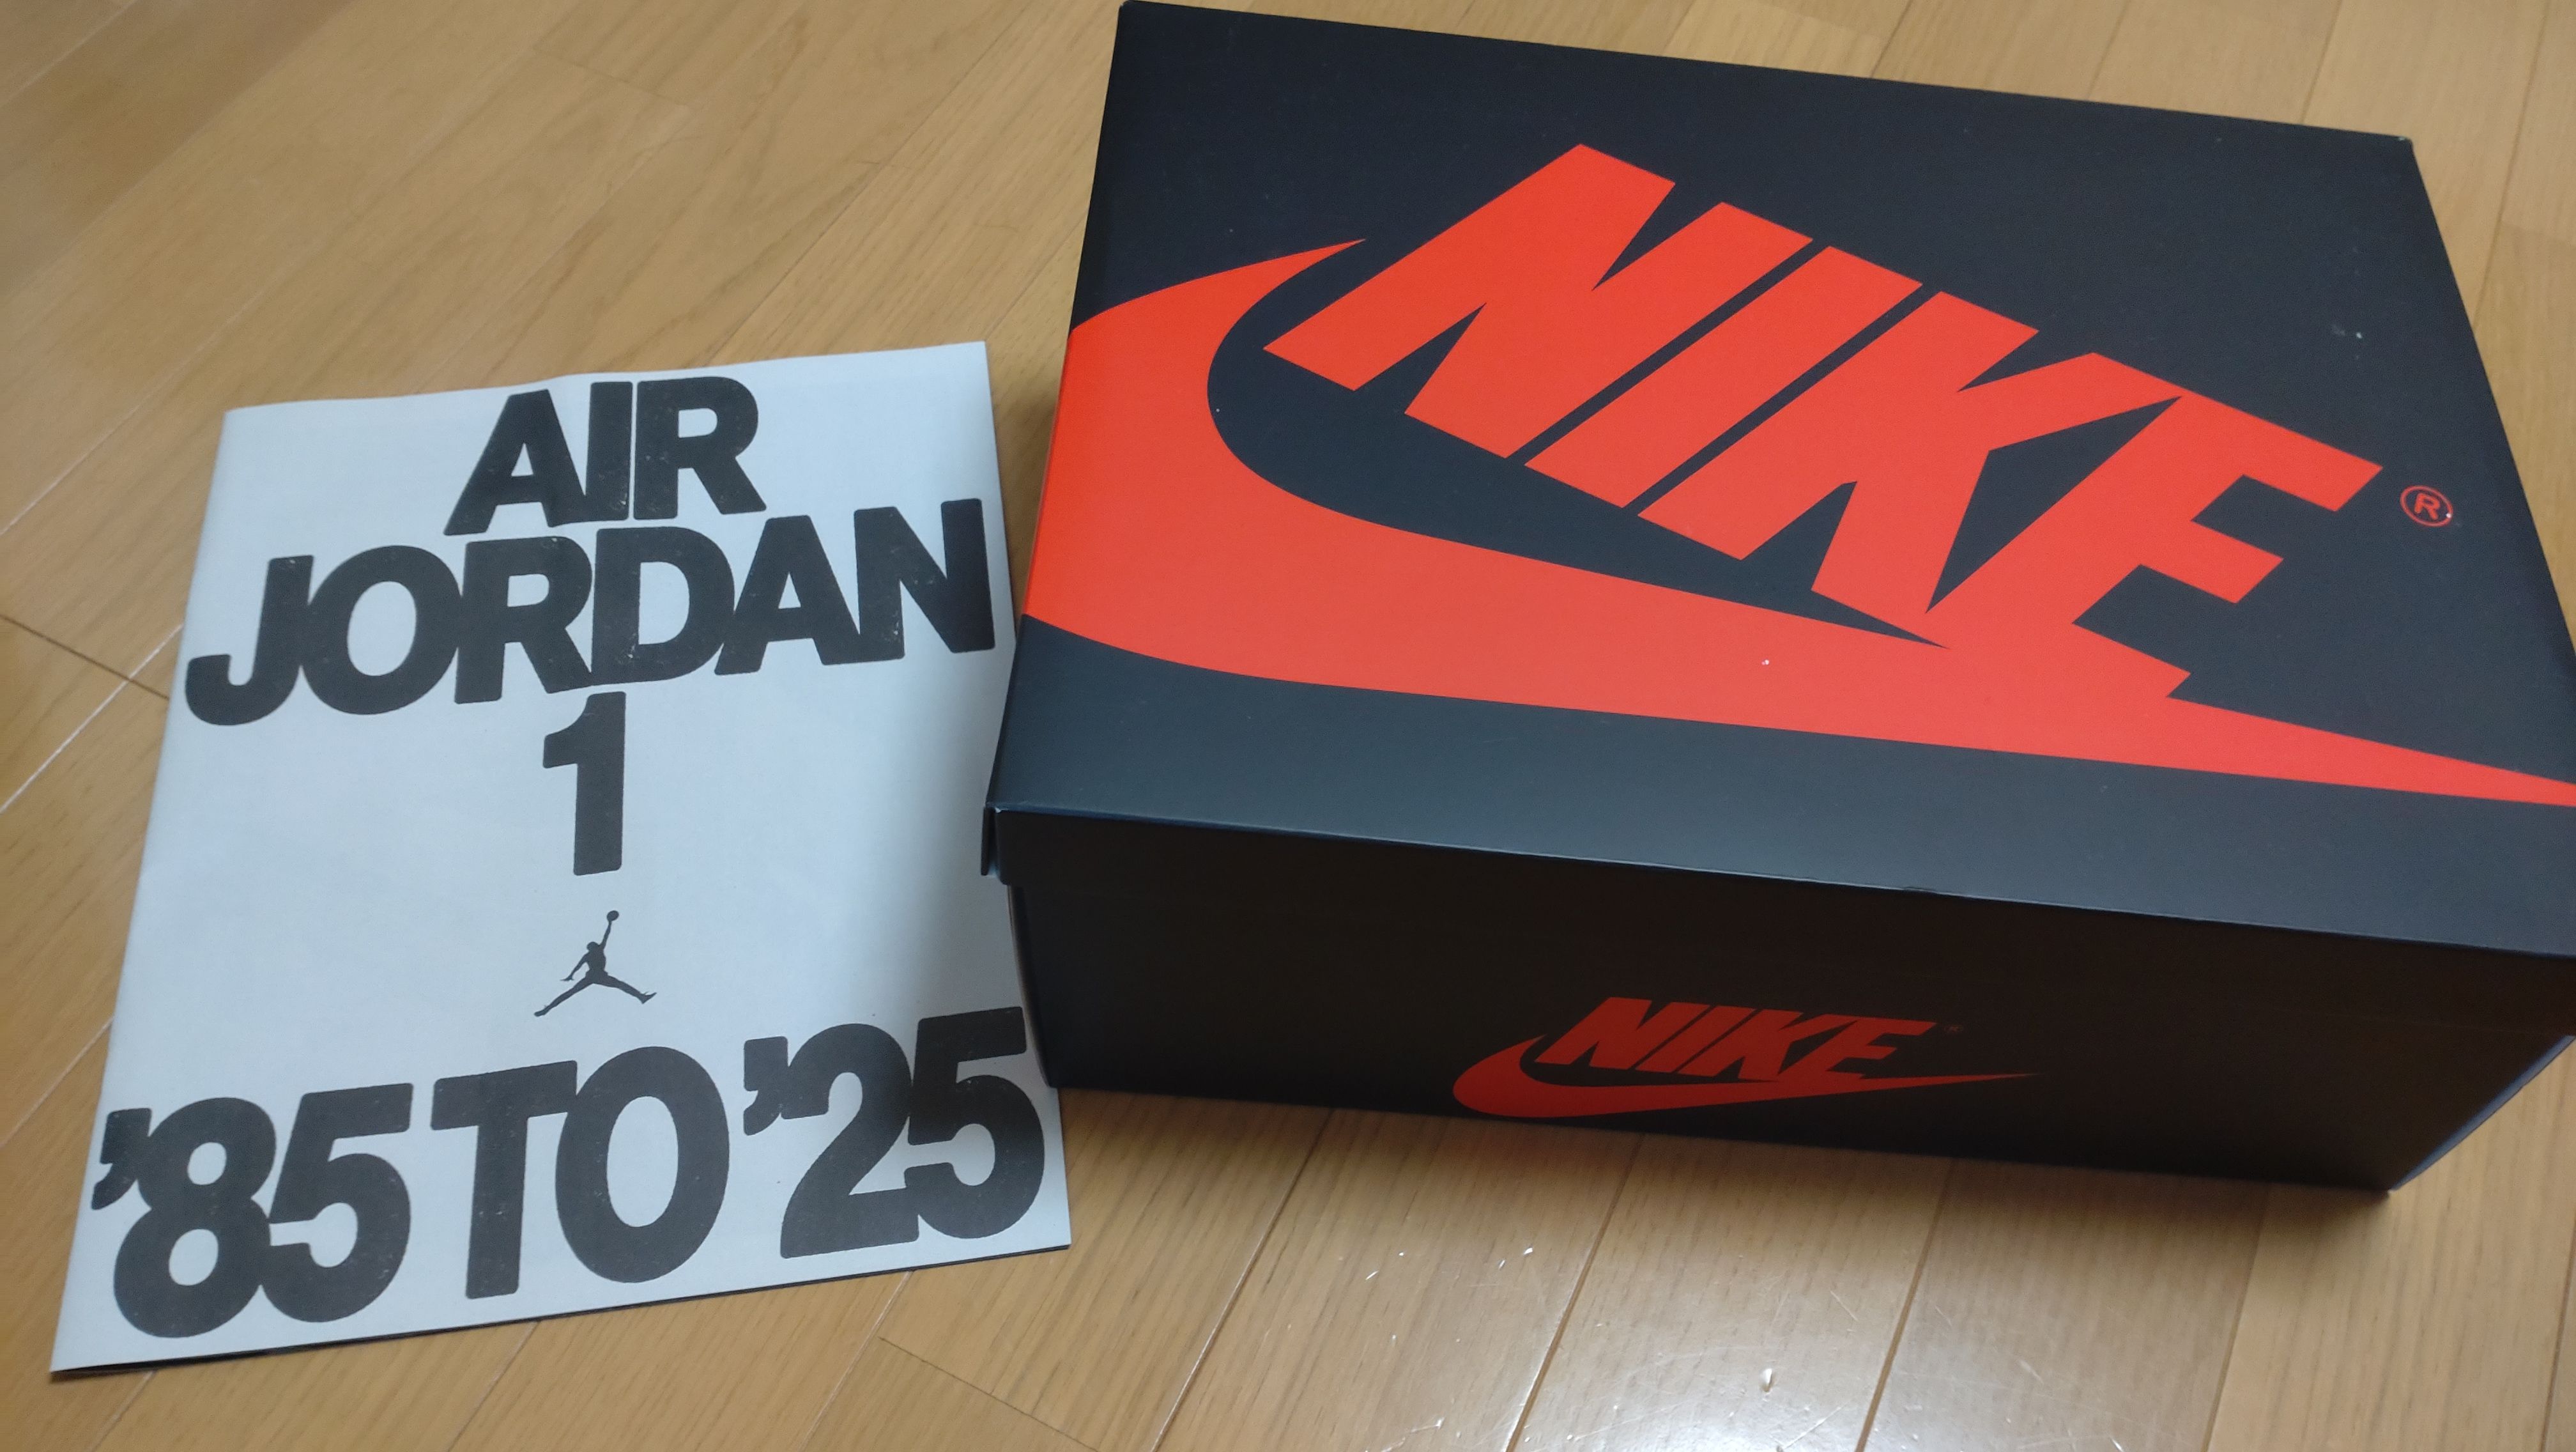 AIR
JORDAN
1
’85 TO ’25
NIKE ®
NIKE ®